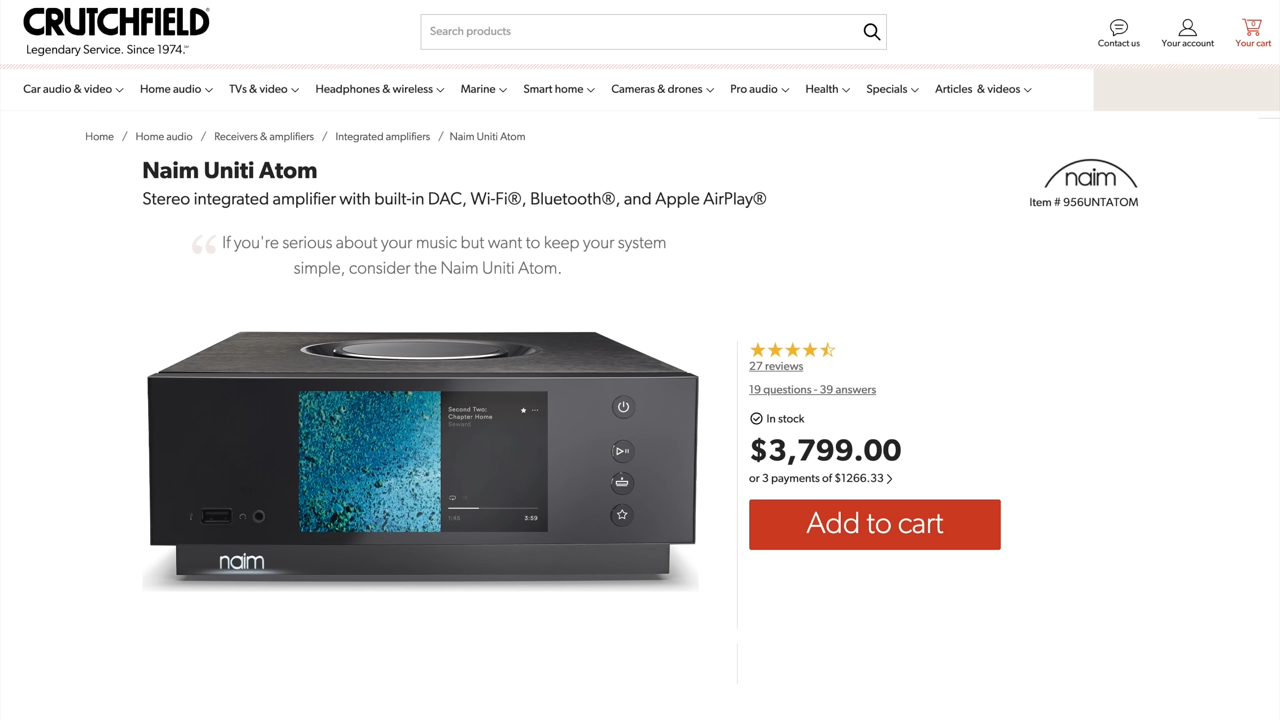 CRUTCHFIELD®
Legendary Service. Since 1974.℠
Search products
Contact us
Your account
0
Your cart
Car audio & video
Home audio
TVs & video
Headphones & wireless
Marine
Smart home
Cameras & drones
Pro audio
Health
Specials
Articles & videos
Home / Home audio / Receivers & amplifiers / Integrated amplifiers / Naim Uniti Atom
Naim Uniti Atom
Stereo integrated amplifier with built-in DAC, Wi-Fi®, Bluetooth®, and Apple AirPlay®
naim
Item # 956UNTATOM
“ If you're serious about your music but want to keep your system
simple, consider the Naim Uniti Atom.
Second Two:
Chapter Home
Seward
1:48
3:59
naim
27 reviews
19 questions - 39 answers
In stock
$3,799.00
or 3 payments of $1266.33
Add to cart